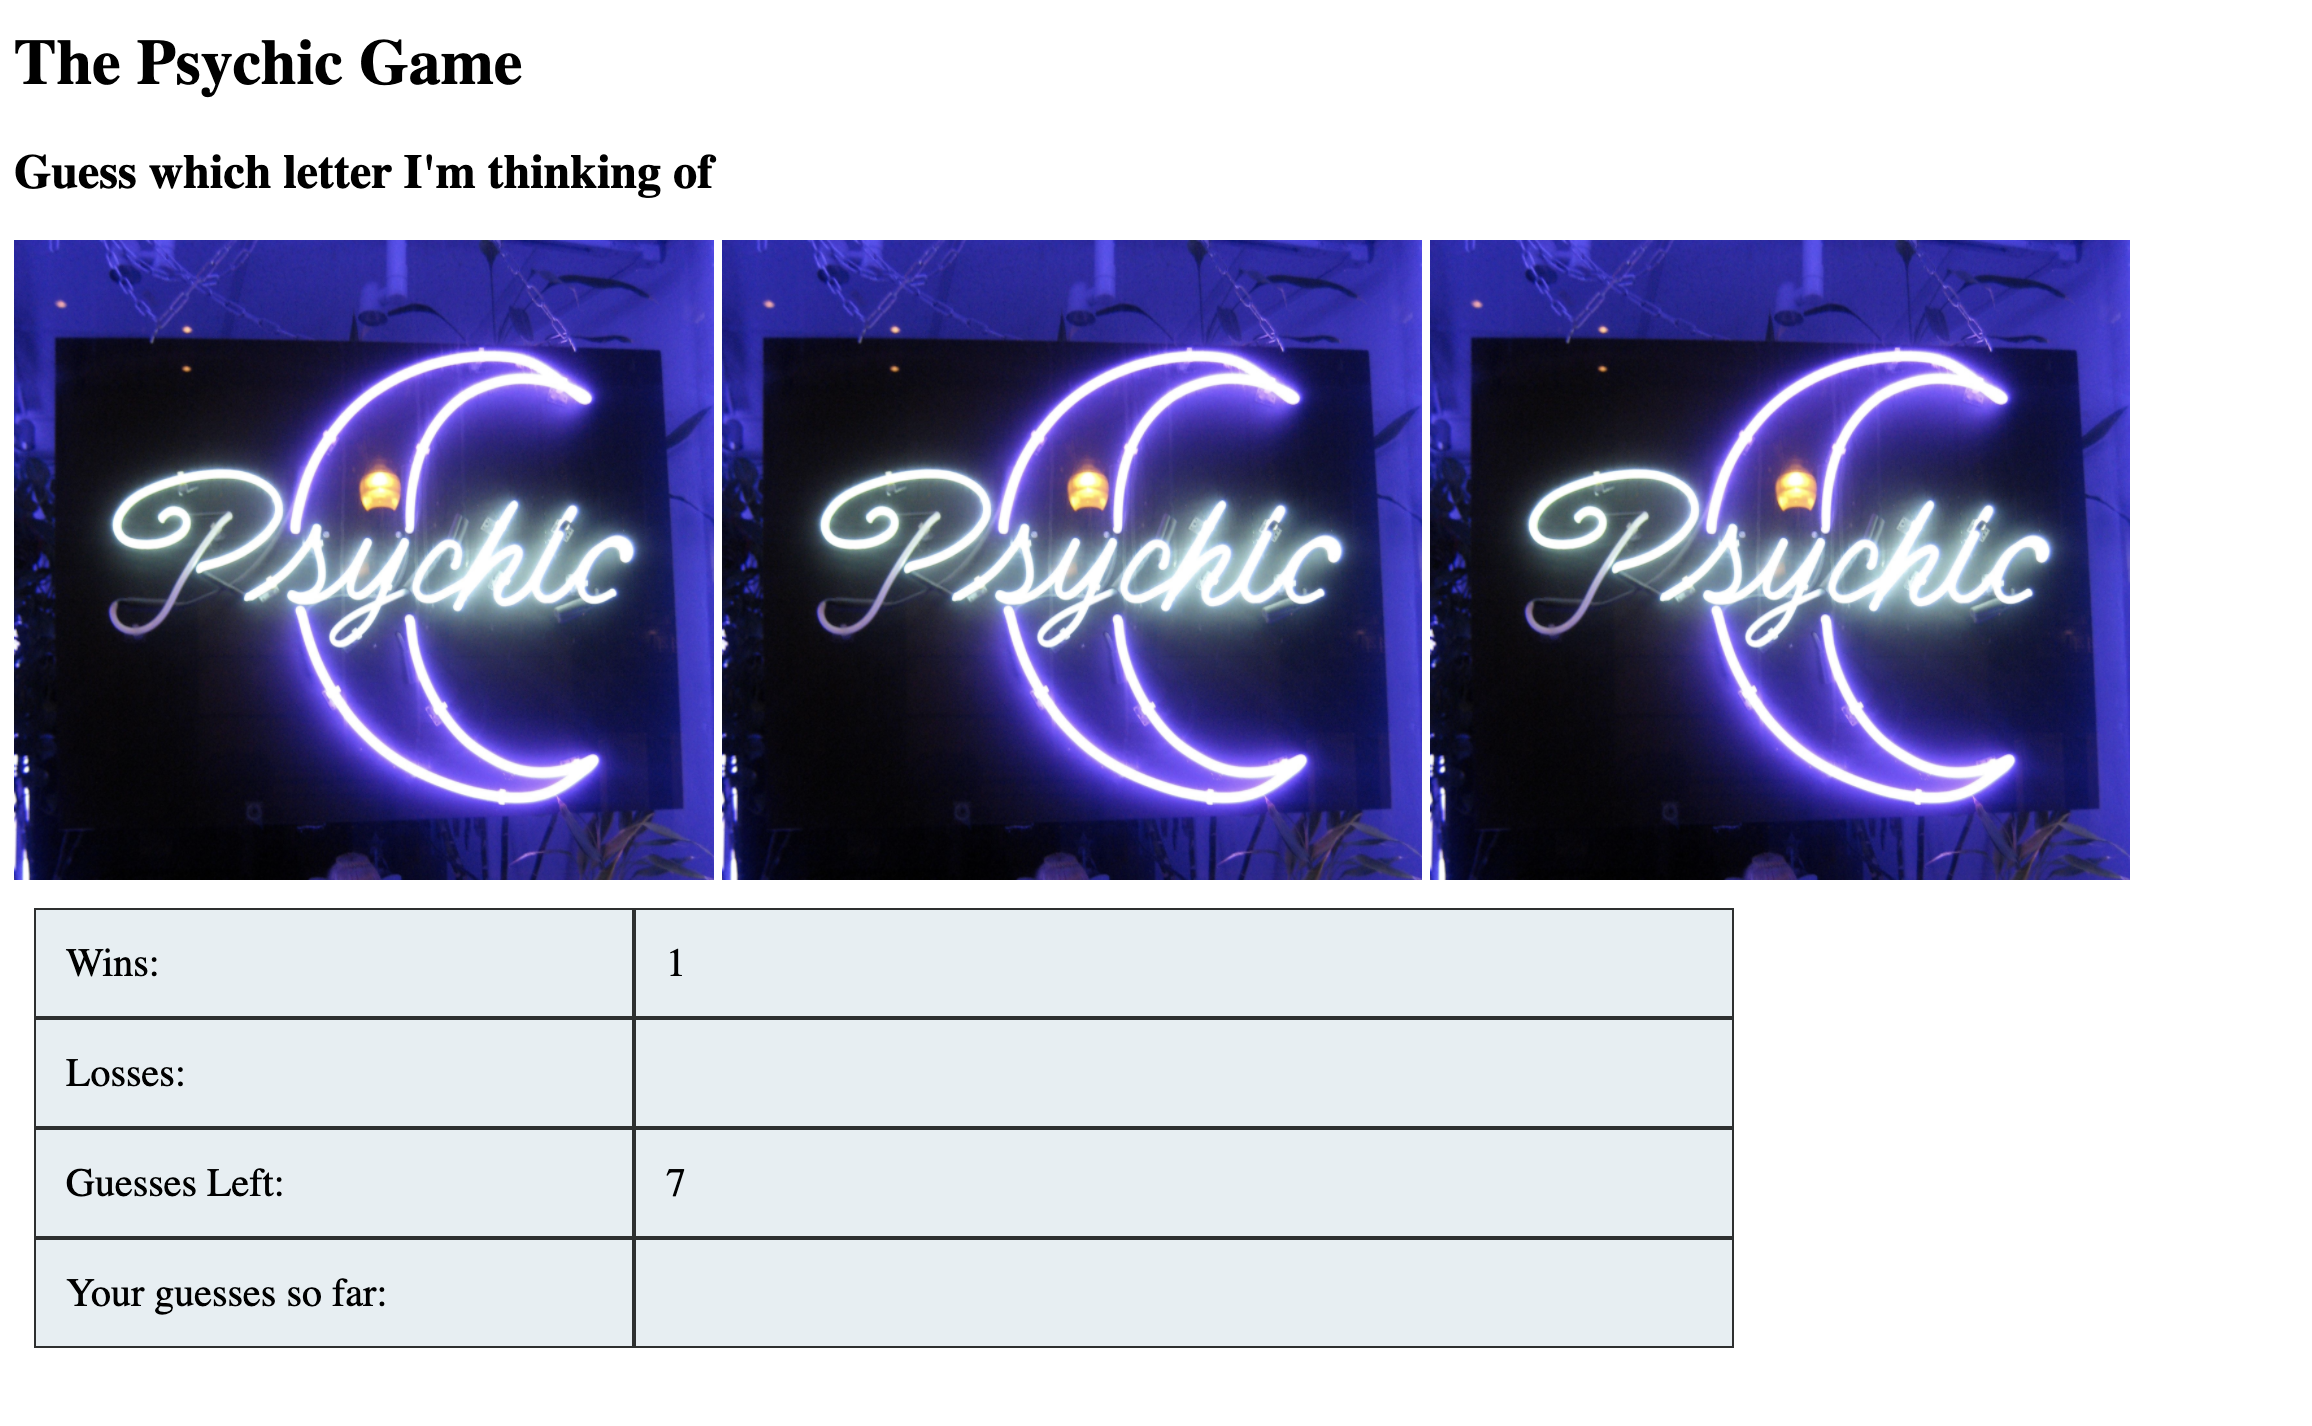 The Psychic Game
Guess which letter I'm thinking of
Psychic Psychic Psychic
Wins: 1
Losses:
Guesses Left: 7
Your guesses so far: